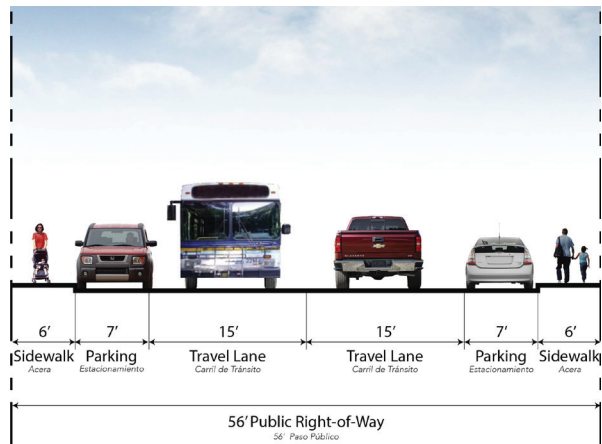 6’ 7’ 15’ 15’ 7’ 6’
Sidewalk Parking Travel Lane Travel Lane Parking Sidewalk
Acera Estacionamiento Carril de Tránsito Carril de Tránsito Estacionamiento Acera
56’ Public Right-of-Way
56’ Paso Público